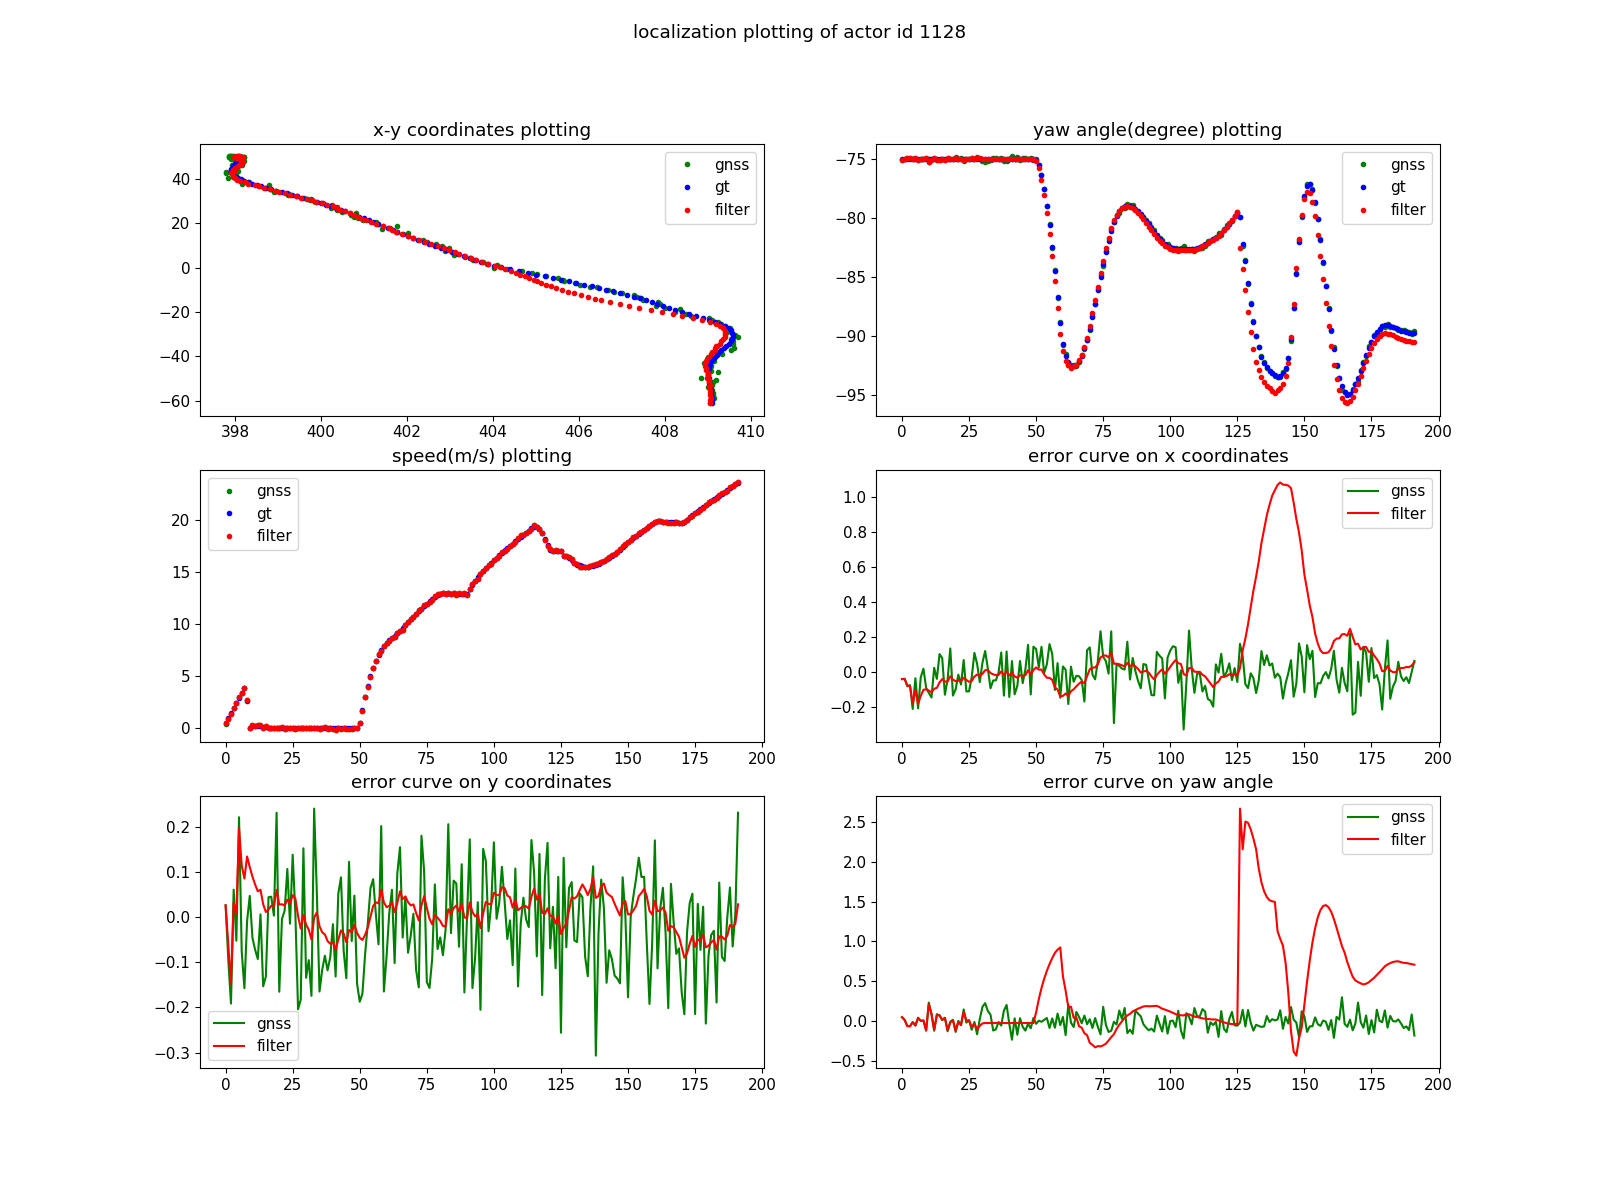 localization plotting of actor id 1128
x-y coordinates plotting
gnss
gt
filter
40
20
0
−20
−40
−60
398 400 402 404 406 408 410
yaw angle(degree) plotting
gnss
gt
filter
−75
−80
−85
−90
−95
0 25 50 75 100 125 150 175 200
speed(m/s) plotting
gnss
gt
filter
20
15
10
5
0
0 25 50 75 100 125 150 175 200
error curve on x coordinates
gnss
filter
1.0
0.8
0.6
0.4
0.2
0.0
−0.2
0 25 50 75 100 125 150 175 200
error curve on y coordinates
0.2
0.1
0.0
−0.1
−0.2
−0.3
gnss
filter
0 25 50 75 100 125 150 175 200
error curve on yaw angle
gnss
filter
2.5
2.0
1.5
1.0
0.5
0.0
−0.5
0 25 50 75 100 125 150 175 200